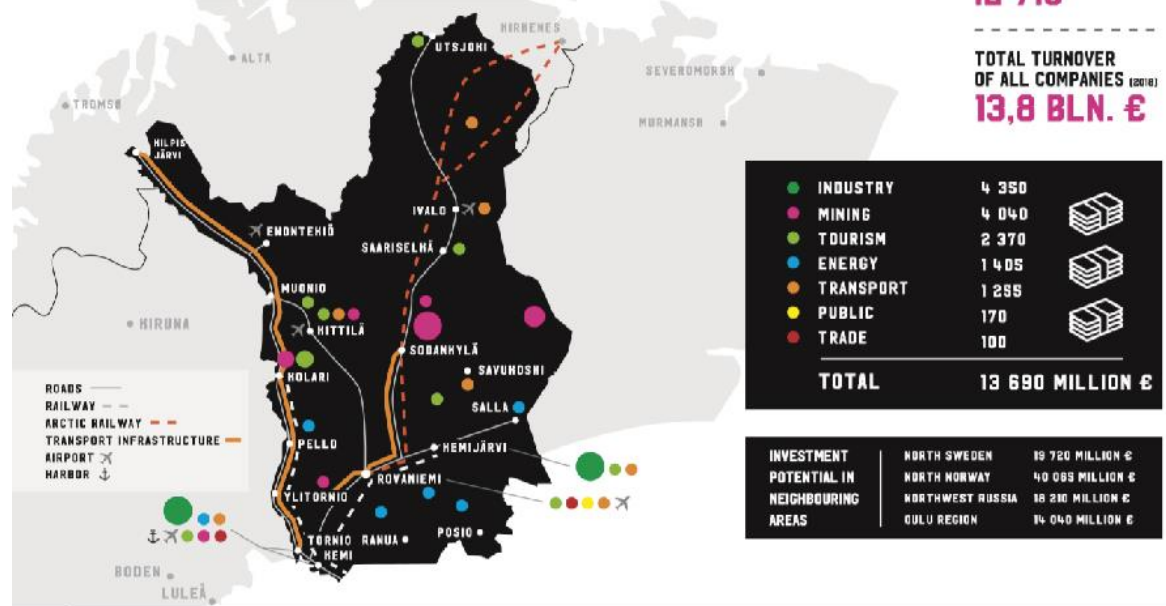 TOTAL TURNOVER
OF ALL COMPANIES (2018)
13,8 BLN. €
KIRKENES
UTSJOKI
ALTA
SEVEROMORSK
TROMSØ
MURMANSK
KILPIS-
JÄRVI
IVALO
ENONTEKIÖ
SAARISELKÄ
MUONIO
KIRUNA
KITTILÄ
SODANKYLÄ
SAVUKOSKI
KOLARI
SALLA
PELLO
KEMIJÄRVI
ROVANIEMI
YLITORNIO
TORNIO
RANUA
POSIO
KEMI
BODEN
LULEÅ
ROADS
RAILWAY
ARCTIC RAILWAY
TRANSPORT INFRASTRUCTURE
AIRPORT
HARBOR
INDUSTRY 4 350
MINING 4 040
TOURISM 2 370
ENERGY 1 405
TRANSPORT 1 255
PUBLIC 170
TRADE 100
TOTAL 13 690 MILLION €
INVESTMENT
POTENTIAL IN
NEIGHBOURING
AREAS
NORTH SWEDEN 19 720 MILLION €
NORTH NORWAY 40 065 MILLION €
NORTHWEST RUSSIA 18 210 MILLION €
OULU REGION 14 040 MILLION €